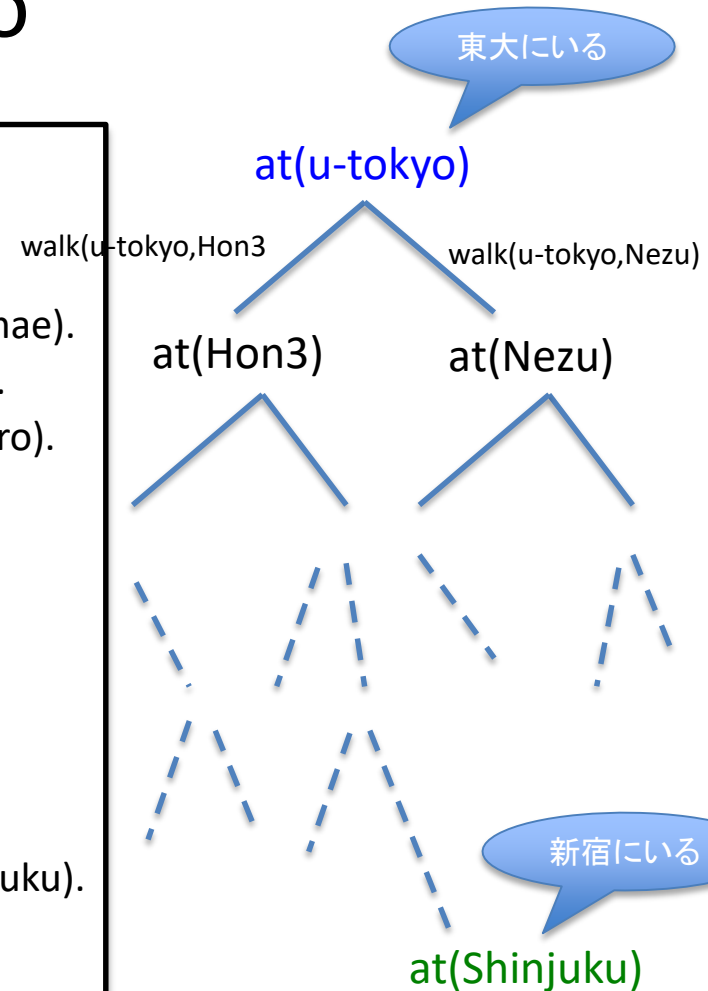 東大にいる
at(u-tokyo)
walk(u-tokyo,Hon3
walk(u-tokyo,Nezu)
nae).
at(Hon3)
at(Nezu)
.
ro).
uku).
新宿にいる
at(Shinjuku)